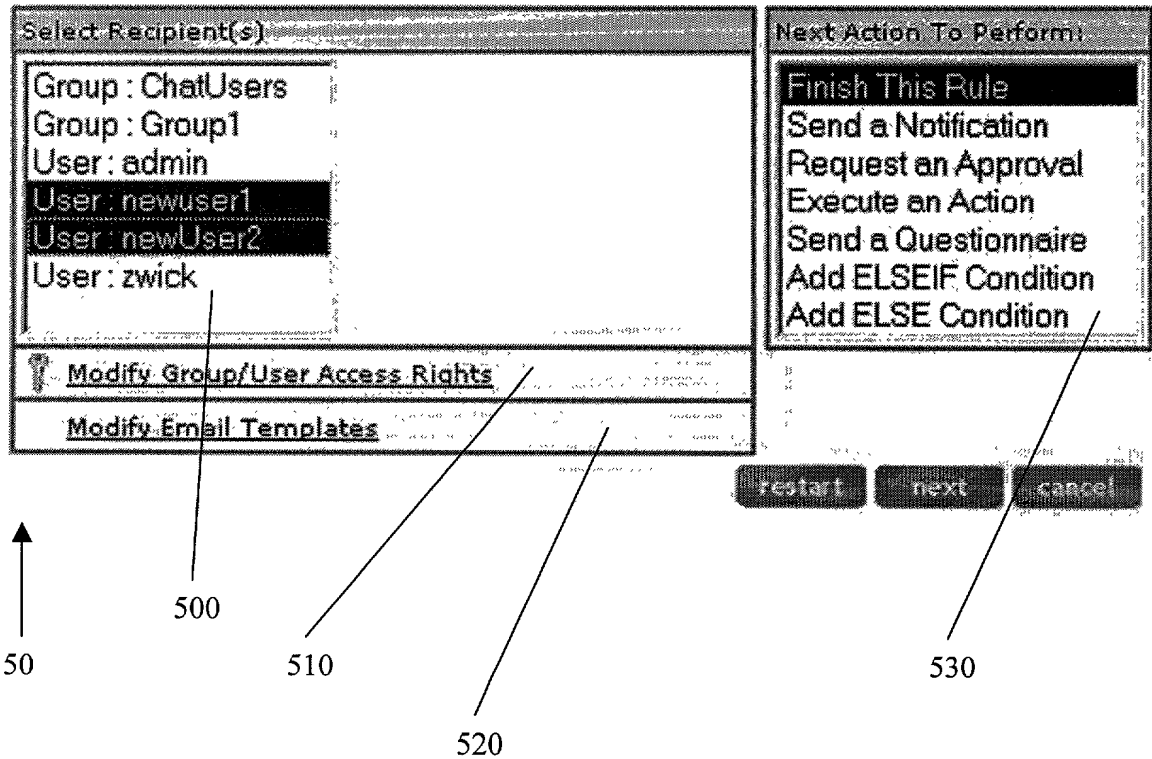 Select Recipient(s)
Group : ChatUsers
Group : Group1
User : admin
User : newuser1
User : newUser2
User : zwick
Modify Group/User Access Rights
Modify Email Templates
Next Action To Perform:
Finish This Rule
Send a Notification
Request an Approval
Execute an Action
Send a Questionnaire
Add ELSEIF Condition
Add ELSE Condition
restart
next
cancel
50
500
510
520
530